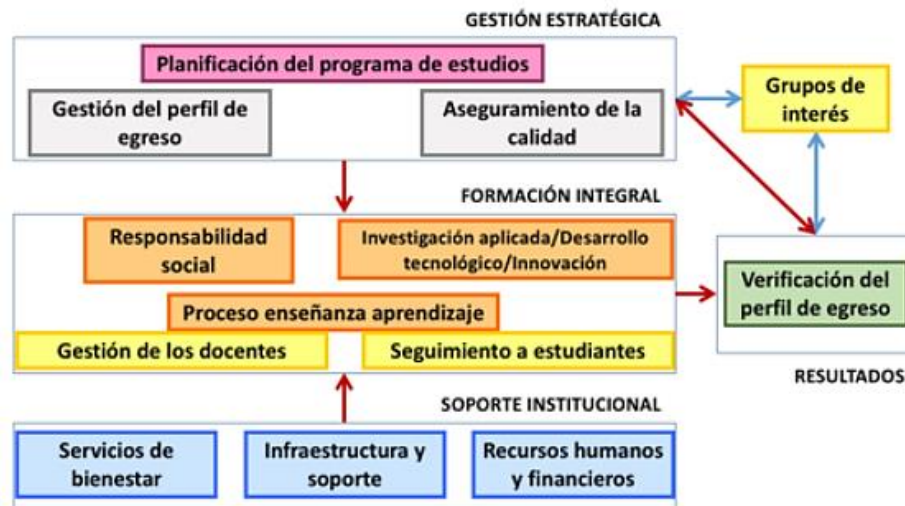 GESTIÓN ESTRATÉGICA
Planificación del programa de estudios
Gestión del perfil de
egreso
Aseguramiento de la
calidad
Grupos de
interés
FORMACIÓN INTEGRAL
Responsabilidad
social
Investigación aplicada/Desarrollo
tecnológico/Innovación
Proceso enseñanza aprendizaje
Gestión de los docentes
Seguimiento a estudiantes
Verificación del
perfil de egreso
RESULTADOS
SOPORTE INSTITUCIONAL
Servicios de
bienestar
Infraestructura y
soporte
Recursos humanos
y financieros